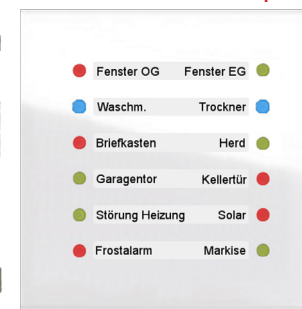 Fenster OG Fenster EG
Waschm. Trockner
Briefkasten Herd
Garagentor Kellertür
Störung Heizung Solar
Frostalarm Markise